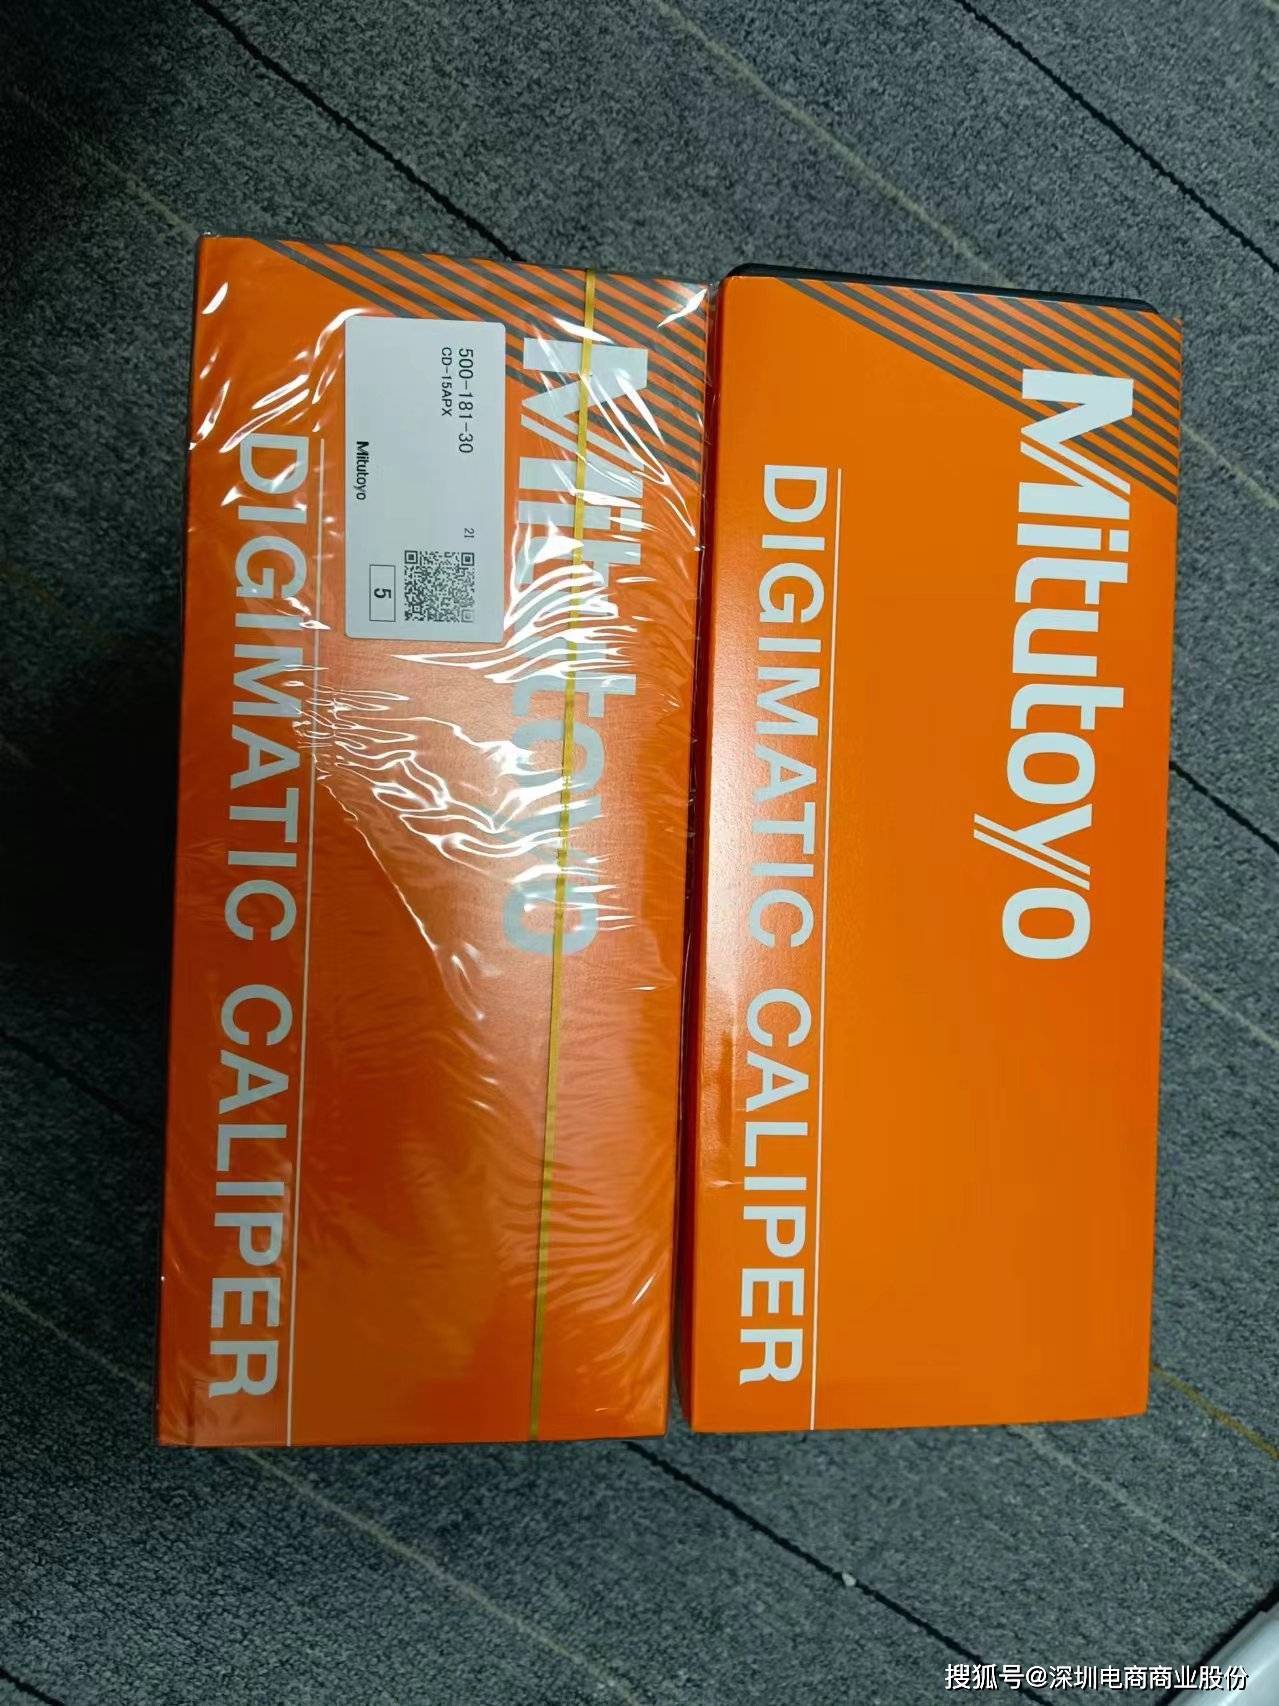 500-181-30
CD-15APX
Mitutoyo
21
5
Mitutoyo
DIGIMATIC CALIPER
Mitutoyo
DIGIMATIC CALIPER
搜狐号@深圳电商商业股份